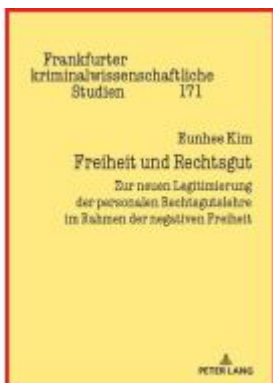 Frankfurter
kriminalwissenschaftliche
Studien 171
Eunhee Kim
Freiheit und Rechtsgut
Zur neuen Legitimierung
der personalen Rechtsgutslehre
im Rahmen der negativen Freiheit
PETER LANG